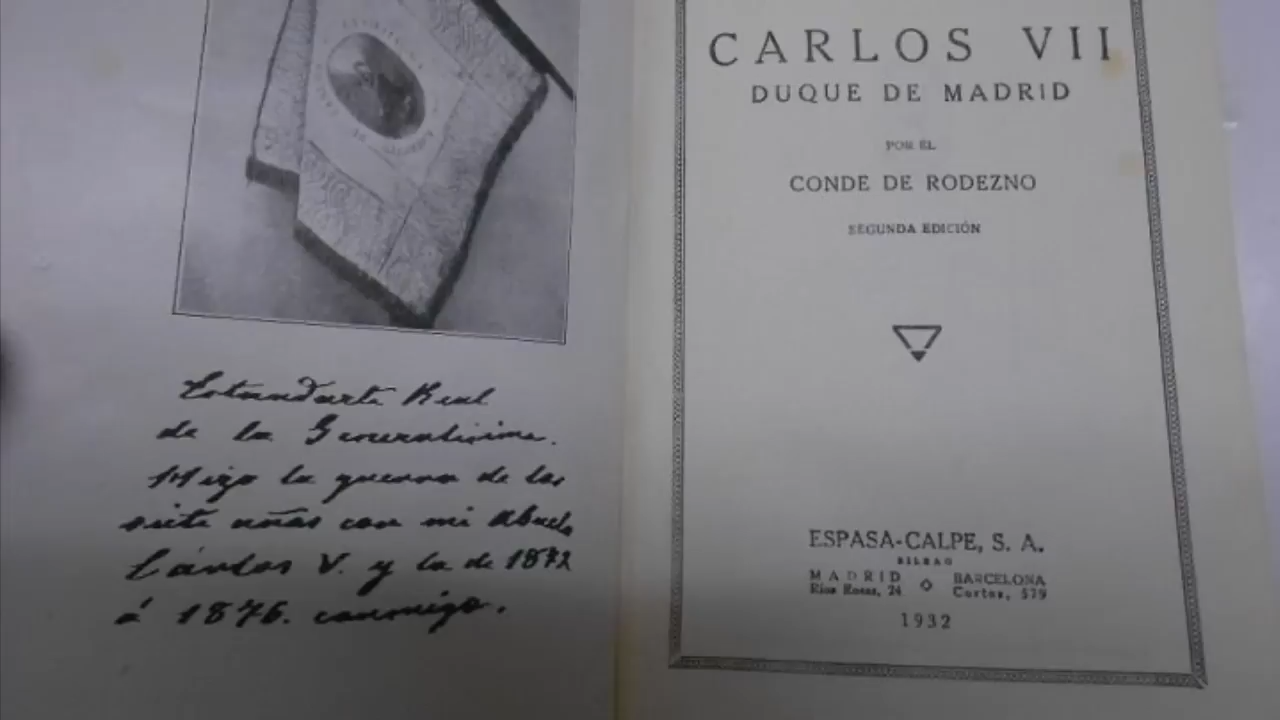 Estandarte Real
de la Generalísima.
Hizo la guerra de los
siete años con mi Abuelo
Cárlos V. y la de 1872
á 1876. conmigo.
CARLOS VII
DUQUE DE MADRID
POR EL
CONDE DE RODEZNO
SEGUNDA EDICIÓN
ESPASA-CALPE, S. A.
BILBAO
MADRID BARCELONA
Ríos Rosas, 24 Cortes, 579
1932